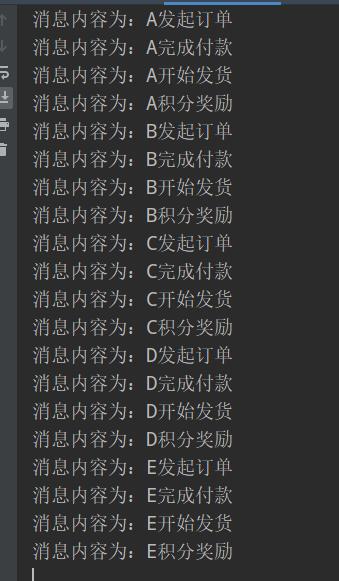 消息内容为：A发起订单
消息内容为：A完成付款
消息内容为：A开始发货
消息内容为：A积分奖励
消息内容为：B发起订单
消息内容为：B完成付款
消息内容为：B开始发货
消息内容为：B积分奖励
消息内容为：C发起订单
消息内容为：C完成付款
消息内容为：C开始发货
消息内容为：C积分奖励
消息内容为：D发起订单
消息内容为：D完成付款
消息内容为：D开始发货
消息内容为：D积分奖励
消息内容为：E发起订单
消息内容为：E完成付款
消息内容为：E开始发货
消息内容为：E积分奖励